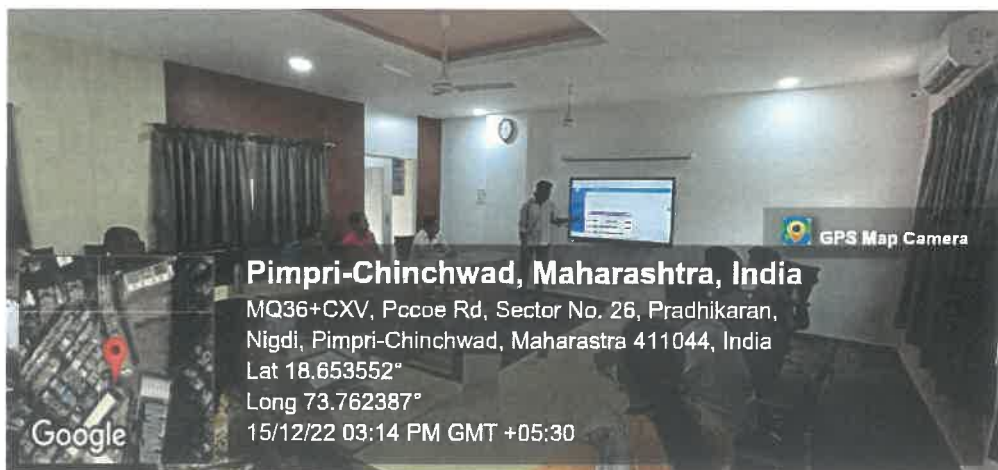 GPS Map Camera
Pimpri-Chinchwad, Maharashtra, India
MQ36+CXV, Pccoe Rd, Sector No. 26, Pradhikaran,
Nigdi, Pimpri-Chinchwad, Maharastra 411044, India
Lat 18.653552°
Long 73.762387°
15/12/22 03:14 PM GMT +05:30
Google